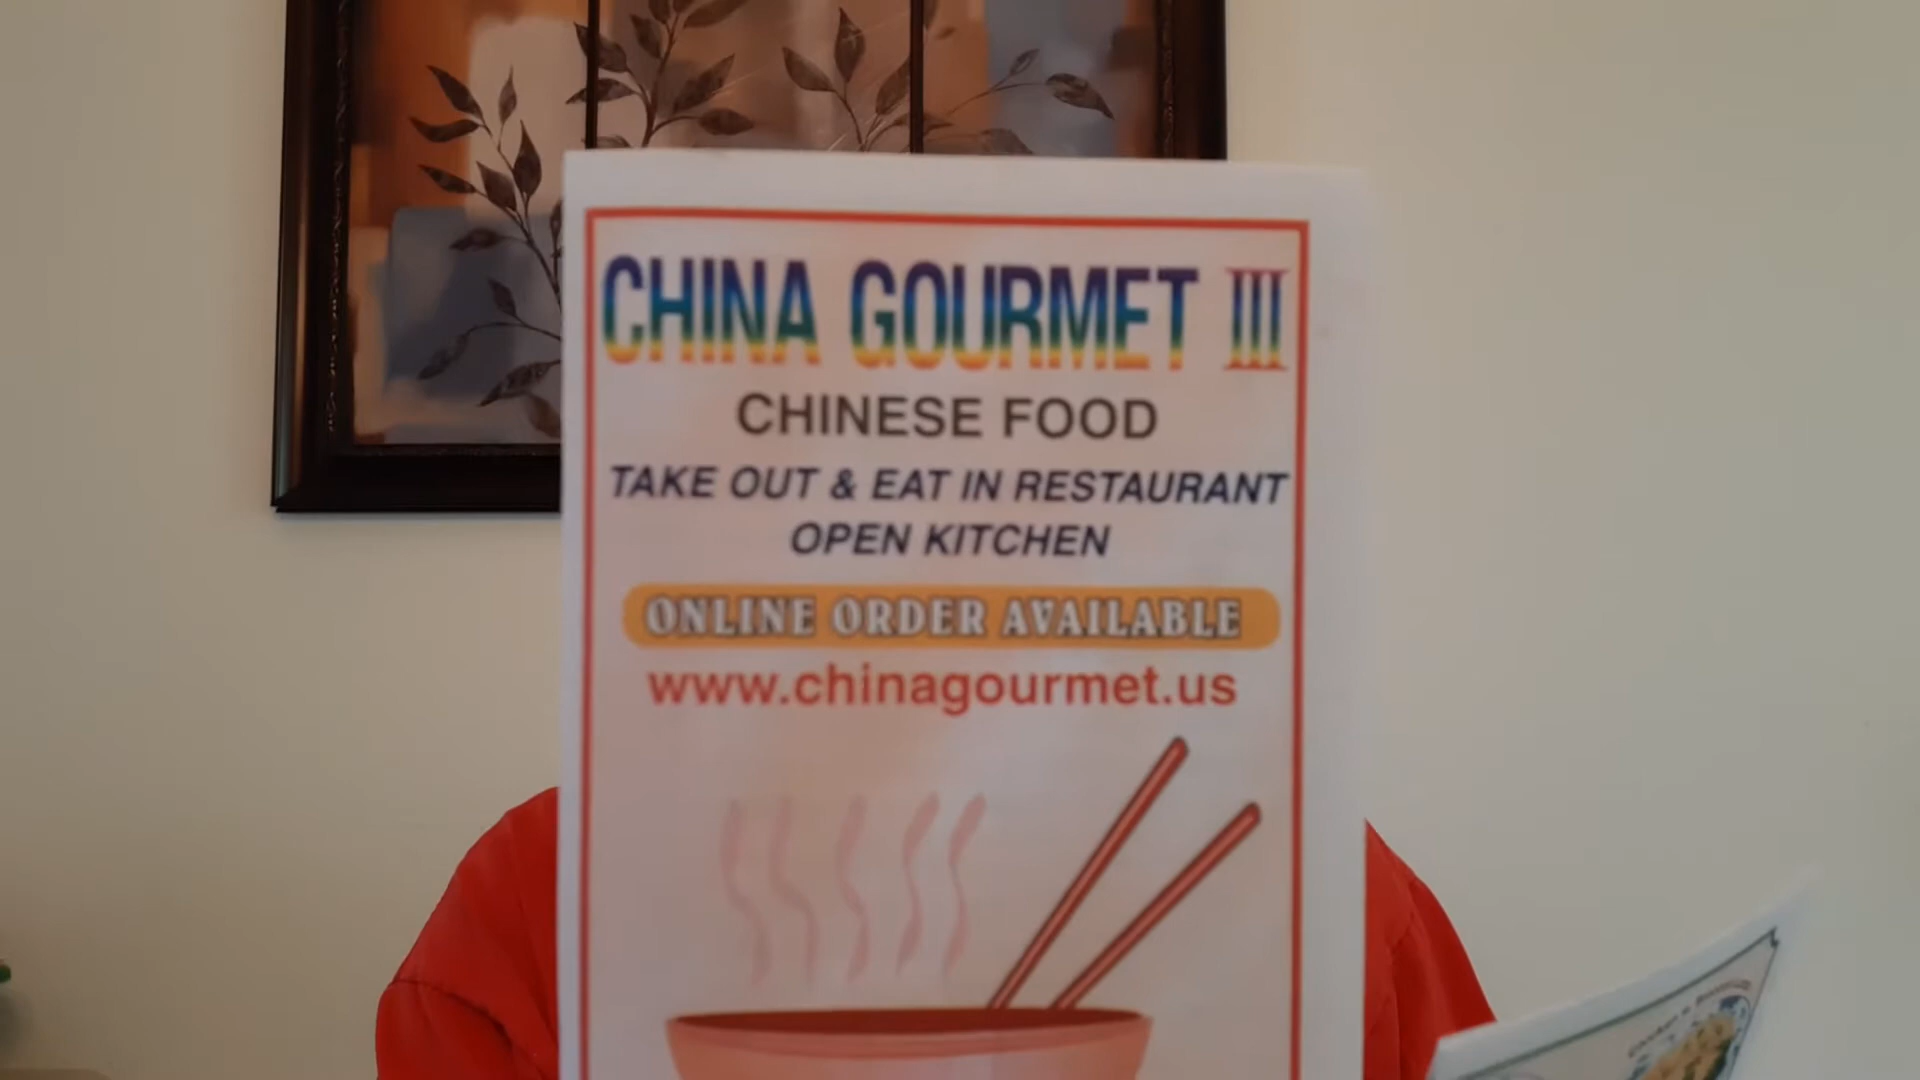 CHINA GOURMET III
CHINESE FOOD
TAKE OUT & EAT IN RESTAURANT
OPEN KITCHEN
ONLINE ORDER AVAILABLE
www.chinagourmet.us